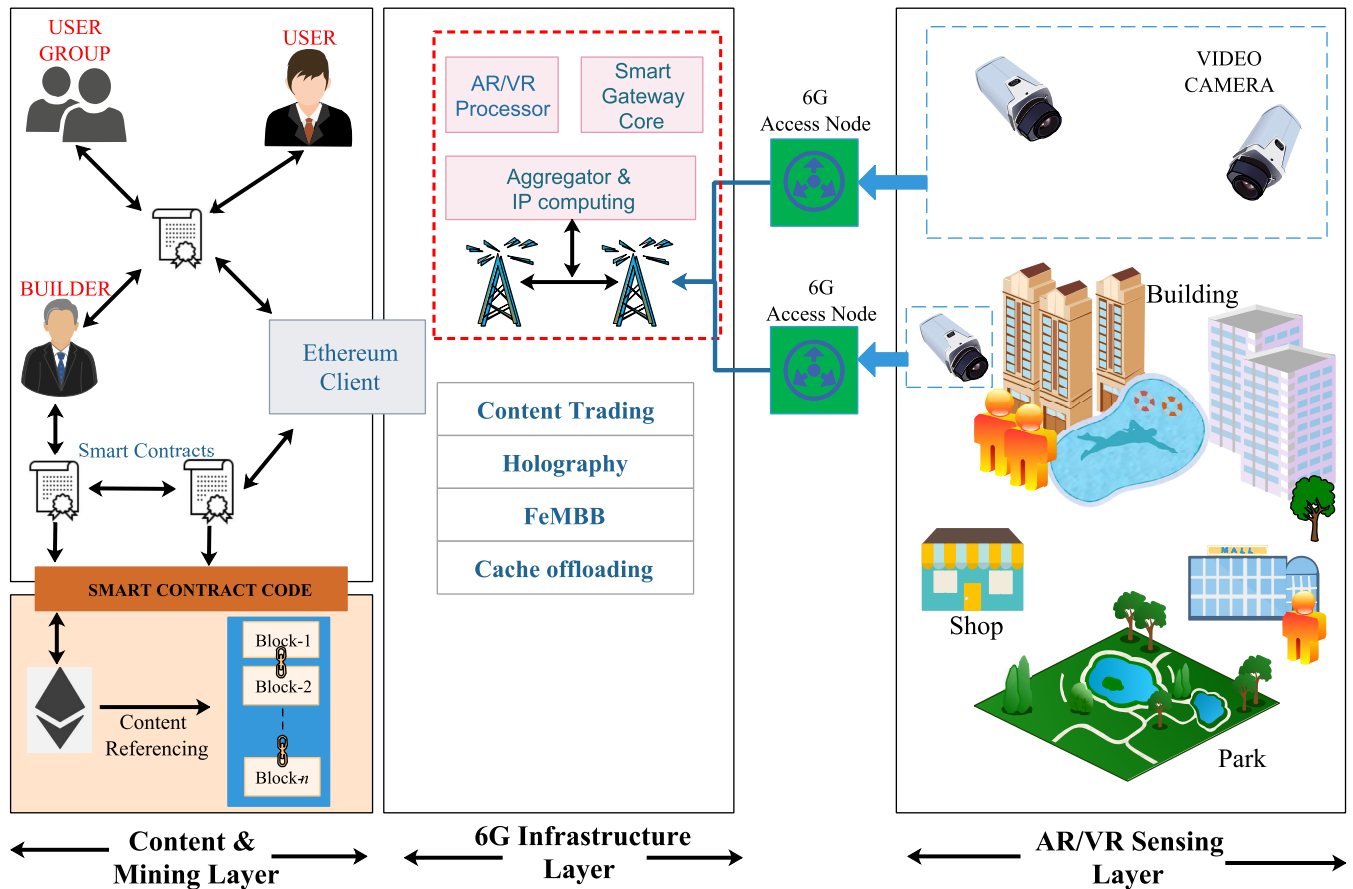 USER
GROUP
USER
BUILDER
Ethereum
Client
Smart Contracts
SMART CONTRACT CODE
Content
Referencing
Block-1
Block-2
Block-n
Content &
Mining Layer
AR/VR
Processor
Smart
Gateway
Core
Aggregator &
IP computing
Content Trading
Holography
FeMBB
Cache offloading
6G Infrastructure
Layer
6G
Access Node
6G
Access Node
VIDEO
CAMERA
Building
Shop
MALL
Park
AR/VR Sensing
Layer